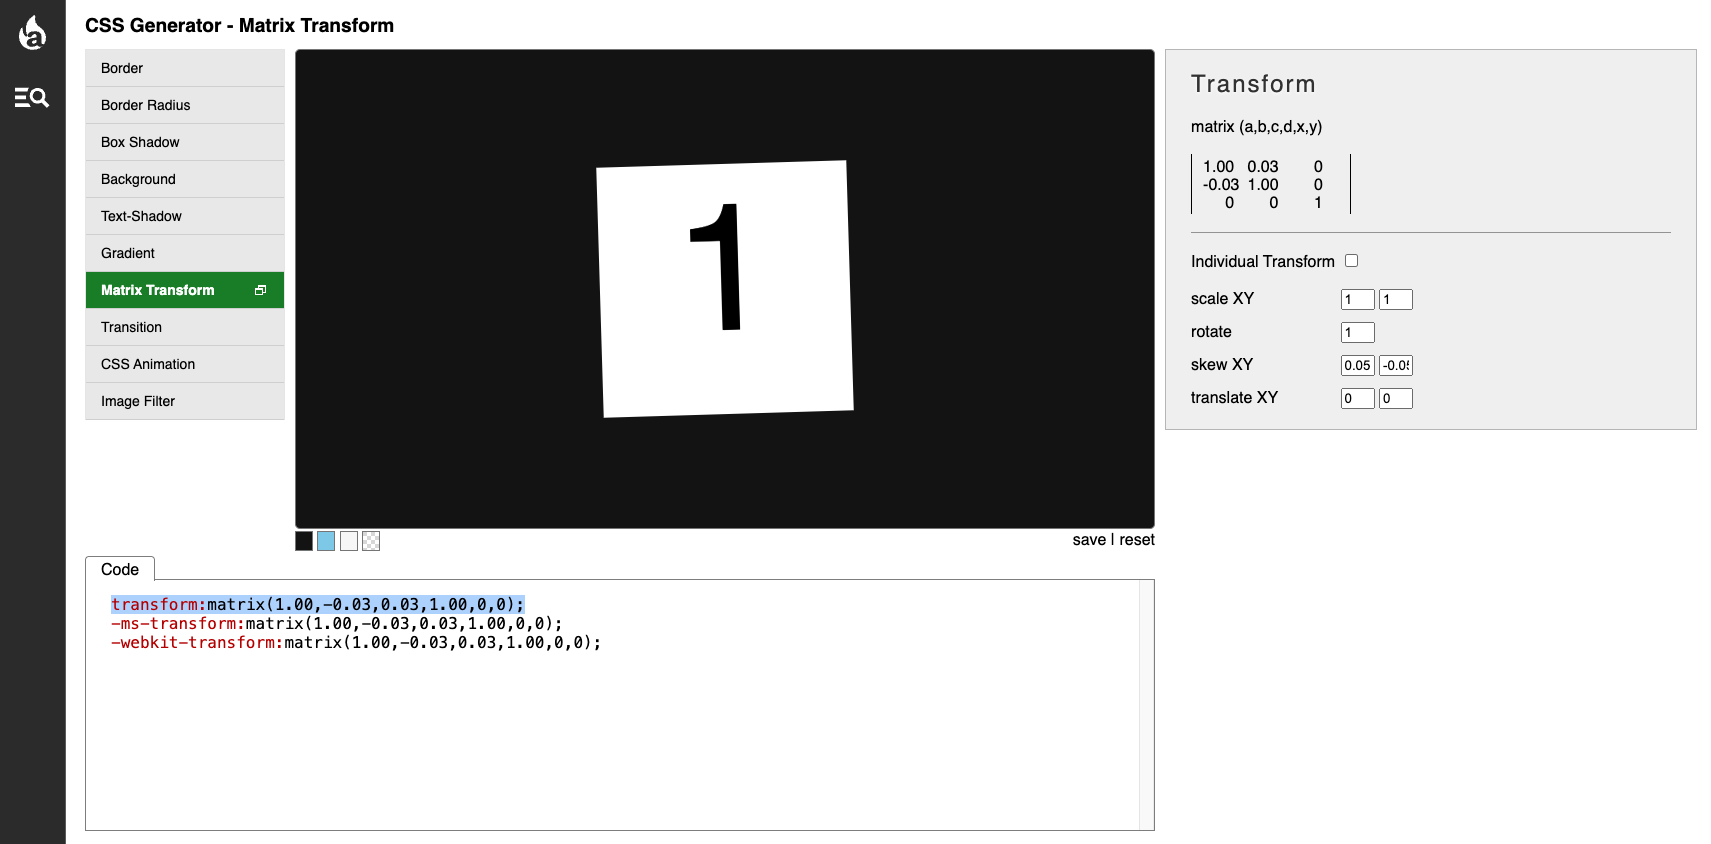 CSS Generator - Matrix Transform
Border
Border Radius
Box Shadow
Background
Text-Shadow
Gradient
Matrix Transform
Transition
CSS Animation
Image Filter
1
save | reset
Transform
matrix (a,b,c,d,x,y)
1.00 0.03 0
-0.03 1.00 0
0 0 1
Individual Transform
scale XY 1 1
rotate 1
skew XY 0.05 -0.05
translate XY 0 0
Code
transform:matrix(1.00,-0.03,0.03,1.00,0,0);
-ms-transform:matrix(1.00,-0.03,0.03,1.00,0,0);
-webkit-transform:matrix(1.00,-0.03,0.03,1.00,0,0);